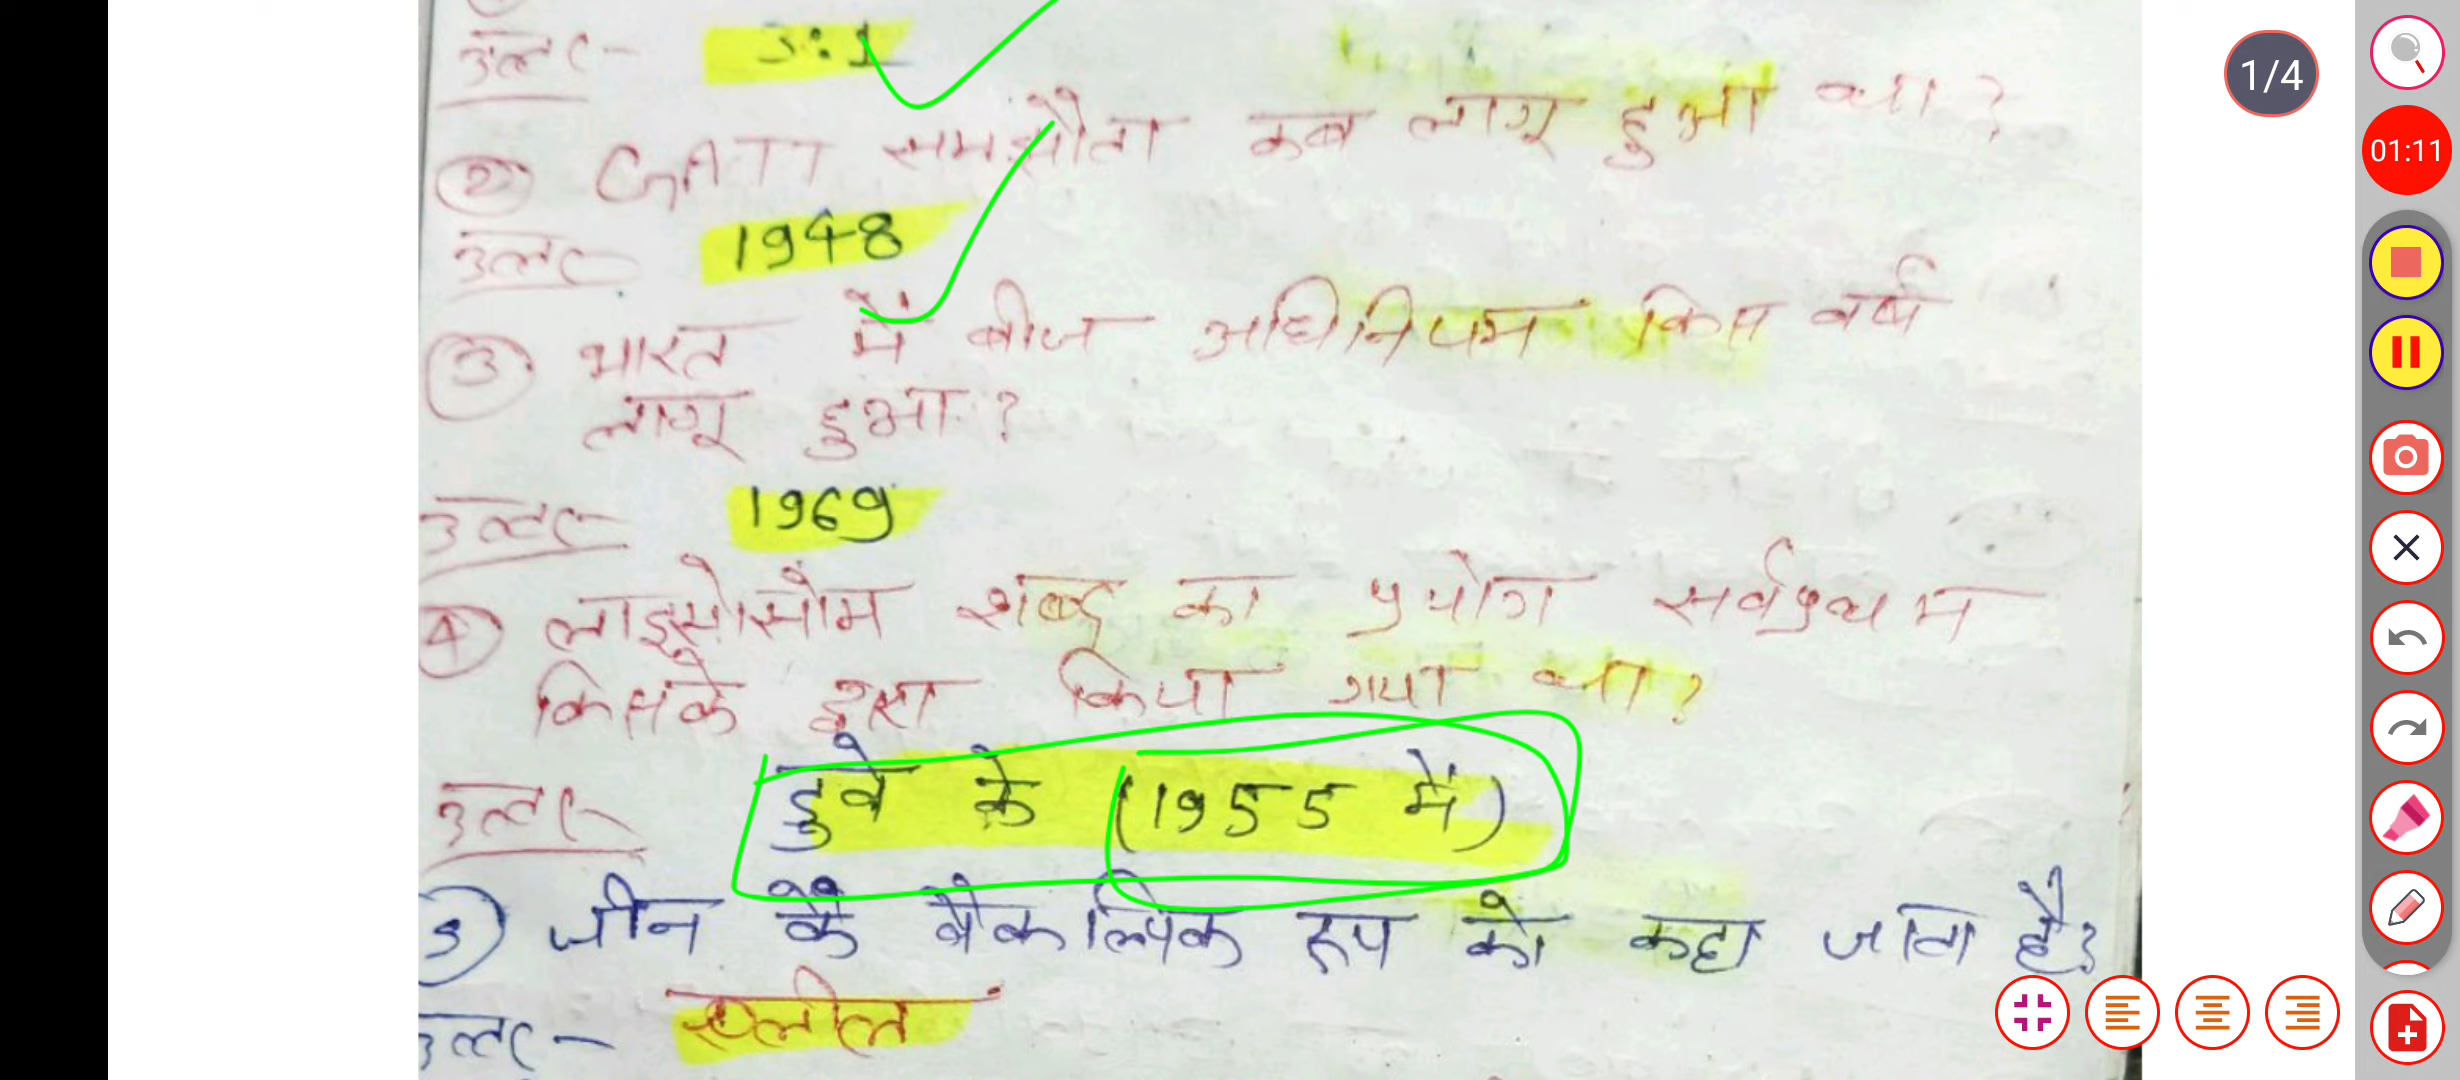 उत्तर- 3:1
② GATT समझौता कब लागू हुआ था?
उत्तर 1948
③ भारत में बीज अधिनियम किस वर्ष
लागू हुआ?
उत्तर- 1969
④ लाइसोसोम शब्द का प्रयोग सर्वप्रथम
किसके द्वारा किया गया था?
उत्तर- डुवे के (1955 में)
5 जीन के वैकल्पिक रूप को कहा जाता है?
उत्तर-
1/4
01:11